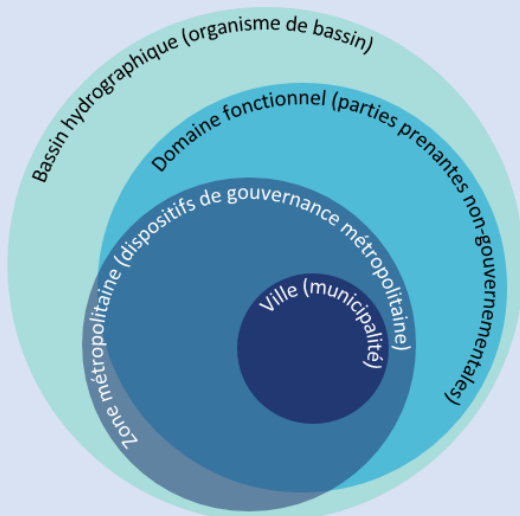 Bassin hydrographique (organisme de bassin)
Domaine fonctionnel (parties prenantes non-gouvernementales)
Zone métropolitaine (dispositifs de gouvernance métropolitaine)
Ville (municipalité)